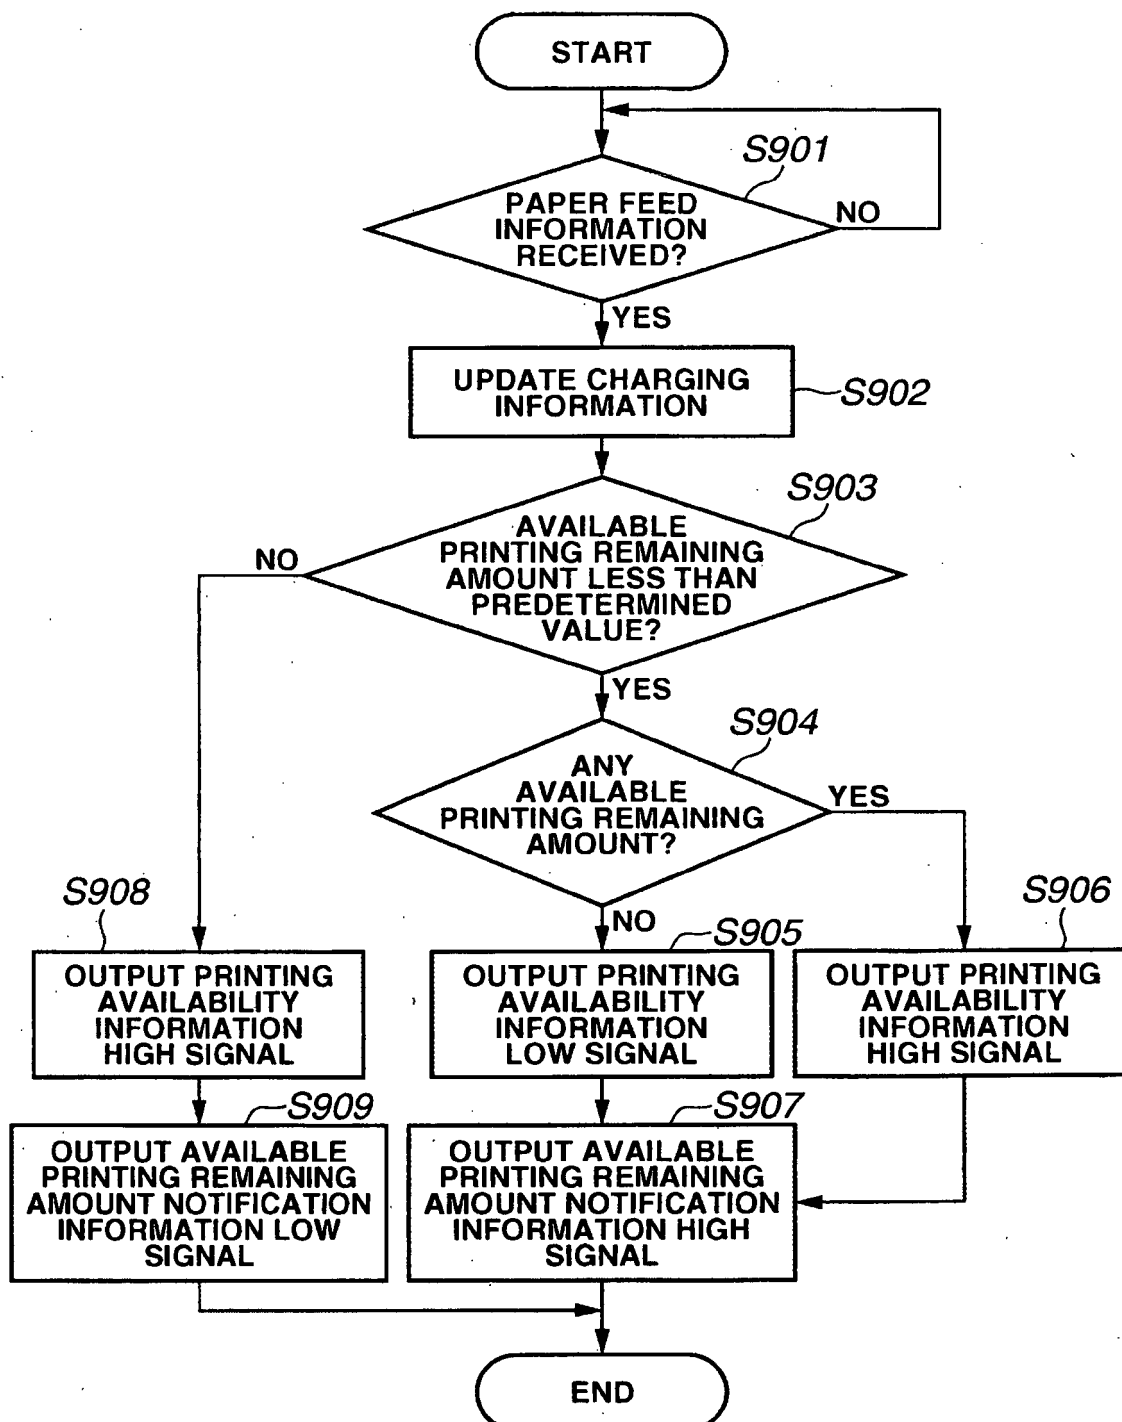 START
S901
PAPER FEED
INFORMATION
RECEIVED?
NO
YES
UPDATE CHARGING
INFORMATION
S902
S903
AVAILABLE
PRINTING REMAINING
AMOUNT LESS THAN
PREDETERMINED
VALUE?
NO
YES
S904
ANY
AVAILABLE
PRINTING REMAINING
AMOUNT?
YES
NO
S908
OUTPUT PRINTING
AVAILABILITY
INFORMATION
HIGH SIGNAL
S905
OUTPUT PRINTING
AVAILABILITY
INFORMATION
LOW SIGNAL
S906
OUTPUT PRINTING
AVAILABILITY
INFORMATION
HIGH SIGNAL
S909
OUTPUT AVAILABLE
PRINTING REMAINING
AMOUNT NOTIFICATION
INFORMATION LOW
SIGNAL
S907
OUTPUT AVAILABLE
PRINTING REMAINING
AMOUNT NOTIFICATION
INFORMATION HIGH
SIGNAL
END